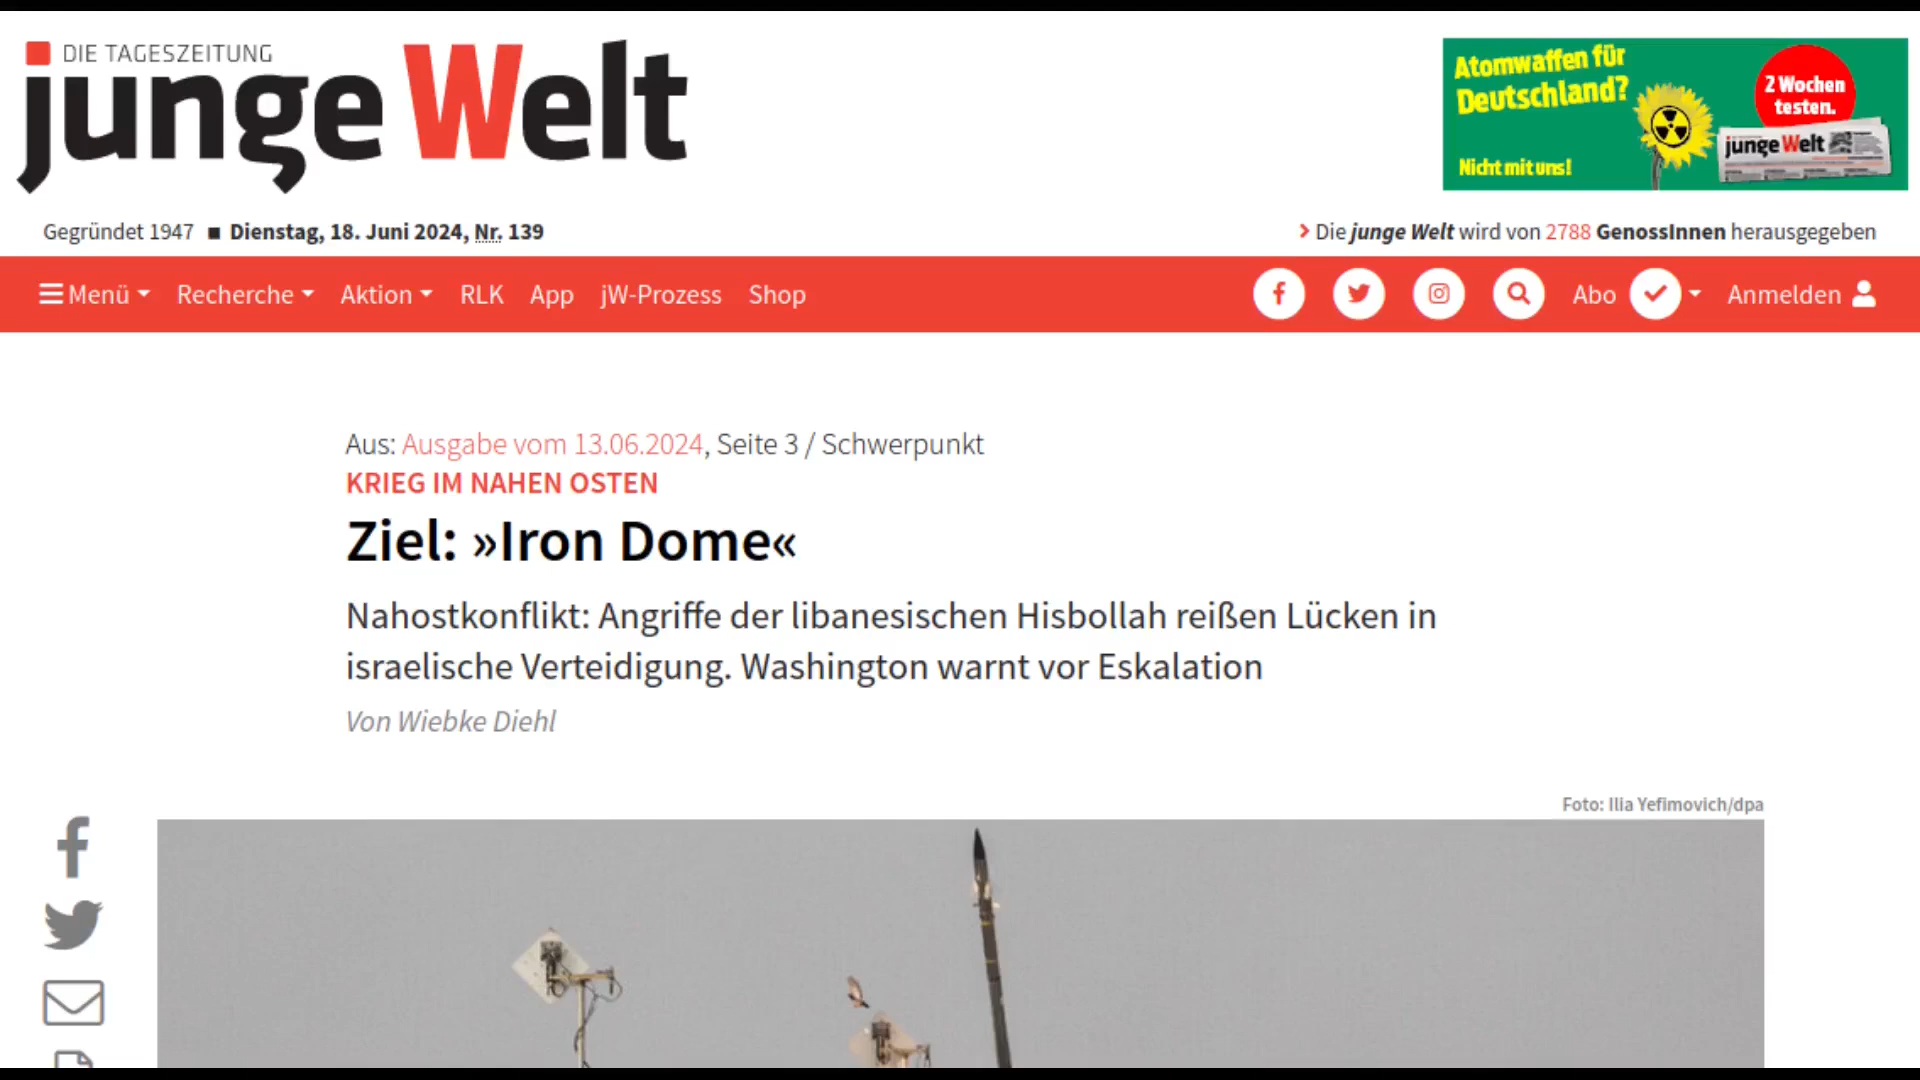 DIE TAGESZEITUNG
junge Welt
Atomwaffen für
Deutschland?
Nicht mit uns!
2 Wochen
testen.
junge Welt
Gegründet 1947 ■ Dienstag, 18. Juni 2024, Nr. 139
Die junge Welt wird von 2788 GenossInnen herausgegeben
Menü Recherche Aktion RLK App jW-Prozess Shop
Abo Anmelden
Aus: Ausgabe vom 13.06.2024, Seite 3 / Schwerpunkt
KRIEG IM NAHEN OSTEN
Ziel: »Iron Dome«
Nahostkonflikt: Angriffe der libanesischen Hisbollah reißen Lücken in
israelische Verteidigung. Washington warnt vor Eskalation
Von Wiebke Diehl
Foto: Ilia Yefimovich/dpa